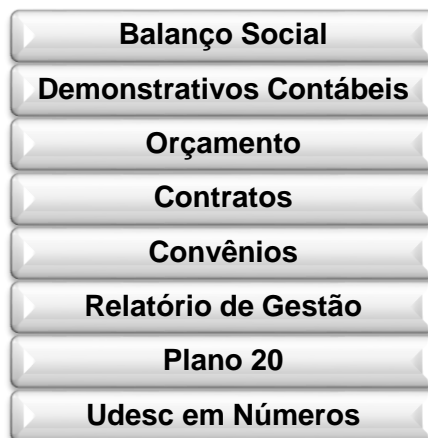 Balanço Social
Demonstrativos Contábeis
Orçamento
Contratos
Convênios
Relatório de Gestão
Plano 20
Udesc em Números